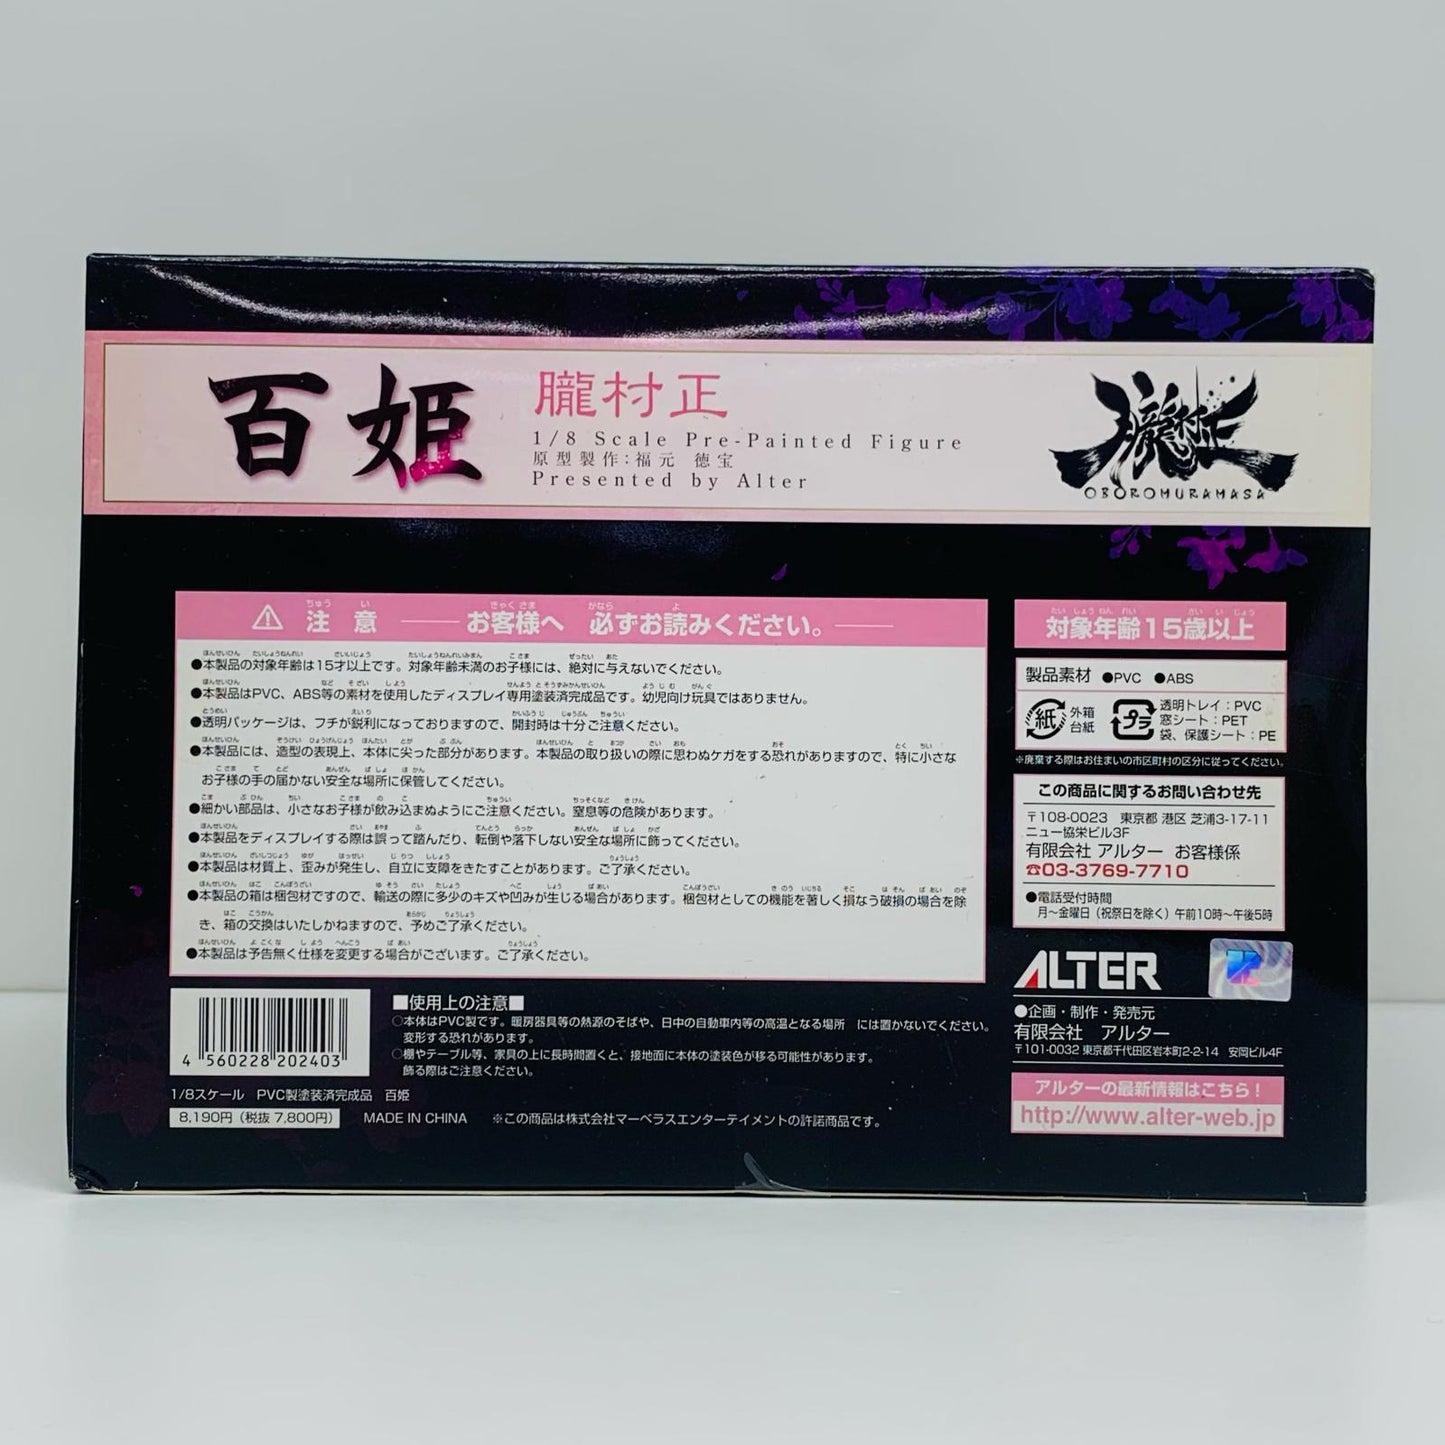 百姫
朧村正
1/8 Scale Pre-Painted Figure
原型製作：福元 徳宝
Presented by Alter
朧村正
OBOROMURAMASA
⚠ 注意 ── お客様へ 必ずお読みください。 ──
●本製品の対象年齢は15才以上です。対象年齢未満のお子様には、絶対に与えないでください。
●本製品はPVC、ABS等の素材を使用したディスプレイ専用塗装済完成品です。幼児向け玩具ではありません。
●透明パッケージは、フチが鋭利になっておりますので、開封時は十分ご注意ください。
●本製品には、造型の表現上、本体に尖った部分があります。本製品の取り扱いの際に思わぬケガをする恐れがありますので、特に小さな
お子様の手の届かない安全な場所に保管してください。
●細かい部品は、小さなお子様が飲み込まぬようにご注意ください。窒息等の危険があります。
●本製品をディスプレイする際は誤って踏んだり、転倒や落下しない安全な場所に飾ってください。
●本製品は材質上、歪みが発生し、自立に支障をきたすことがあります。ご了承ください。
●本製品の箱は梱包材ですので、輸送の際に多少のキズや凹みが生じる場合があります。梱包材としての機能を著しく損なう破損の場合を除
き、箱の交換はいたしかねますので、予めご了承ください。
●本製品は予告無く仕様を変更する場合がございます。ご了承ください。
4 560228 202403
■使用上の注意■
○本体はPVC製です。暖房器具等の熱源のそばや、日中の自動車内等の高温となる場所 には置かないでください。
変形する恐れがあります。
○棚やテーブル等、家具の上に長時間置くと、接地面に本体の塗装色が移る可能性があります。
飾る際はご注意ください。
1/8スケール PVC製塗装済完成品 百姫
8,190円（税抜 7,800円） MADE IN CHINA ※この商品は株式会社マーベラスエンターテイメントの許諾商品です。
対象年齢15歳以上
製品素材 ●PVC ●ABS
紙 外箱
台紙
プラ 透明トレイ：PVC
窓シート：PET
袋、保護シート：PE
※廃棄する際はお住まいの市区町村の区分に従ってください。
この商品に関するお問い合わせ先
〒108-0023 東京都 港区 芝浦3-17-11
ニュー協栄ビル3F
有限会社 アルター お客様係
☎03-3769-7710
●電話受付時間
月～金曜日（祝祭日を除く）午前10時～午後5時
ALTER
●企画・制作・発売元
有限会社 アルター
〒101-0032 東京都千代田区岩本町2-2-14 安岡ビル4F
アルターの最新情報はこちら！
http://www.alter-web.jp